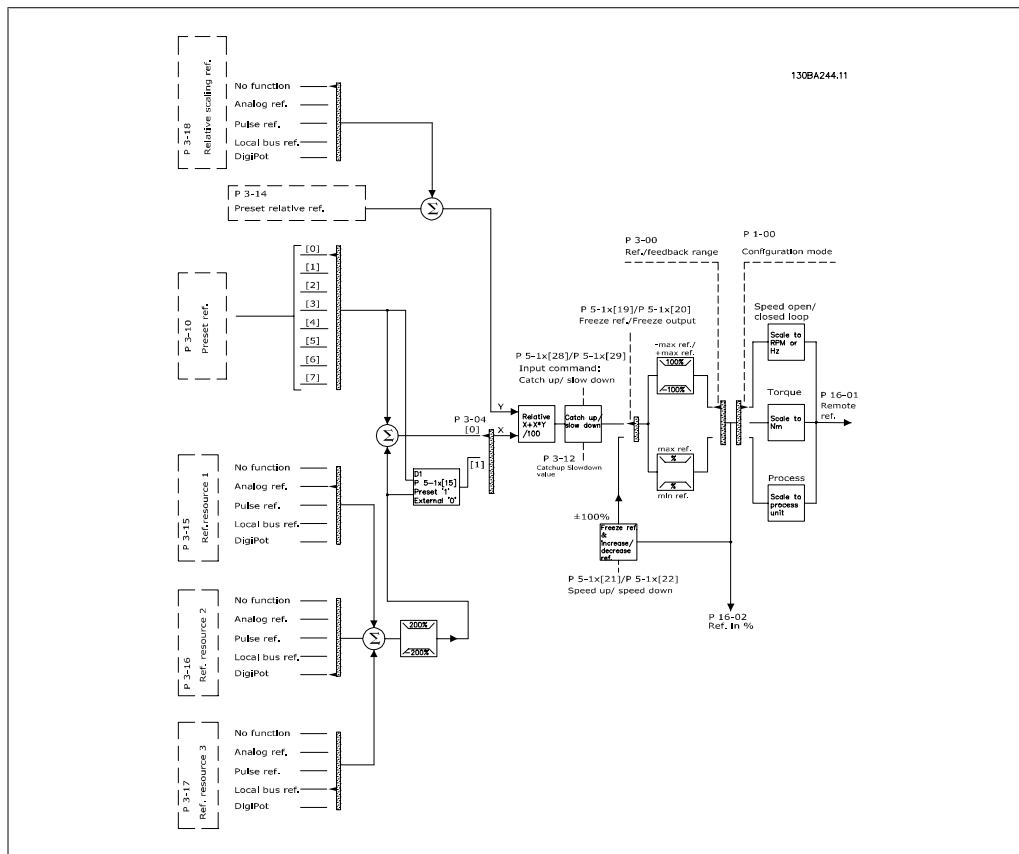 130BA244.11
P 3-18
Relative scaling ref.
No function
Analog ref.
Pulse ref.
Local bus ref.
DigiPot
P 3-14
Preset relative ref.
Σ
P 3-10
Preset ref.
[0]
[1]
[2]
[3]
[4]
[5]
[6]
[7]
Σ
P 3-04
[0]
[1]
D1
P 5-1x[15]
Preset '1'
External '0'
Y
X
Relative
X+X*Y
/100
P 5-1x[28]/P 5-1x[29]
Input command:
Catch up/ slow down
Catch up/
slow down
P 3-12
Catchup Slowdown
value
P 5-1x[19]/P 5-1x[20]
Freeze ref./Freeze output
-max ref./
+max ref.
100%
-100%
max ref.
%
%
min ref.
±100%
Freeze ref.
&
increase/
decrease
ref.
P 5-1x[21]/P 5-1x[22]
Speed up/ speed down
P 3-00
Ref./feedback range
P 1-00
Configuration mode
Speed open/
closed loop
Scale to
RPM or
Hz
Torque
Scale to
Nm
Process
Scale to
process
unit
P 16-01
Remote
ref.
P 16-02
Ref. in %
P 3-15
Ref.resource 1
No function
Analog ref.
Pulse ref.
Local bus ref.
DigiPot
P 3-16
Ref. resource 2
No function
Analog ref.
Pulse ref.
Local bus ref.
DigiPot
Σ
200%
-200%
P 3-17
Ref. resource 3
No function
Analog ref.
Pulse ref.
Local bus ref.
DigiPot